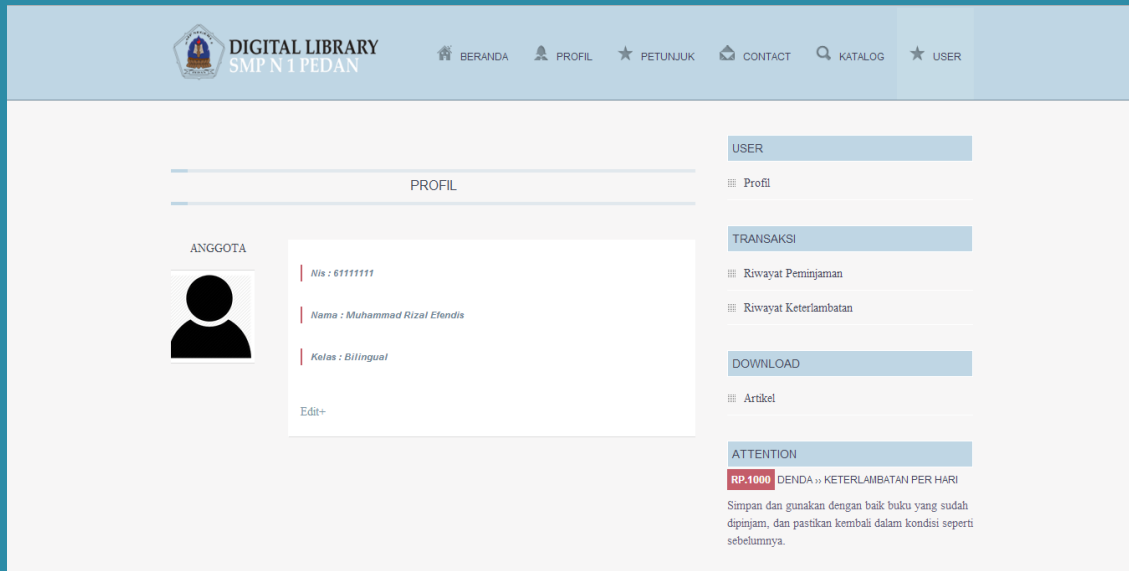 DIGITAL LIBRARY
SMP N 1 PEDAN
BERANDA PROFIL PETUNJUK CONTACT KATALOG USER
PROFIL
ANGGOTA
Nis : 61111111
Nama : Muhammad Rizal Efendis
Kelas : Bilingual
Edit+
USER
Profil
TRANSAKSI
Riwayat Peminjaman
Riwayat Keterlambatan
DOWNLOAD
Artikel
ATTENTION
RP.1000 DENDA ›› KETERLAMBATAN PER HARI
Simpan dan gunakan dengan baik buku yang sudah
dipinjam, dan pastikan kembali dalam kondisi seperti
sebelumnya.